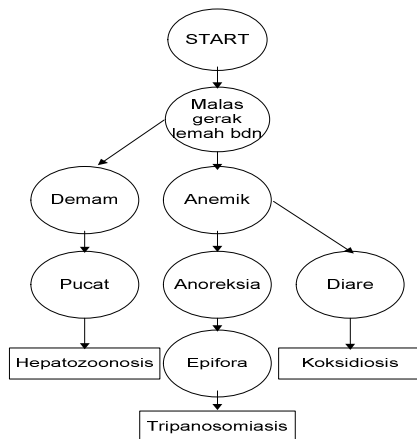 START
Malas
gerak
lemah bdn
Demam
Anemik
Pucat
Anoreksia
Diare
Hepatozoonosis
Epifora
Koksidiosis
Tripanosomiasis